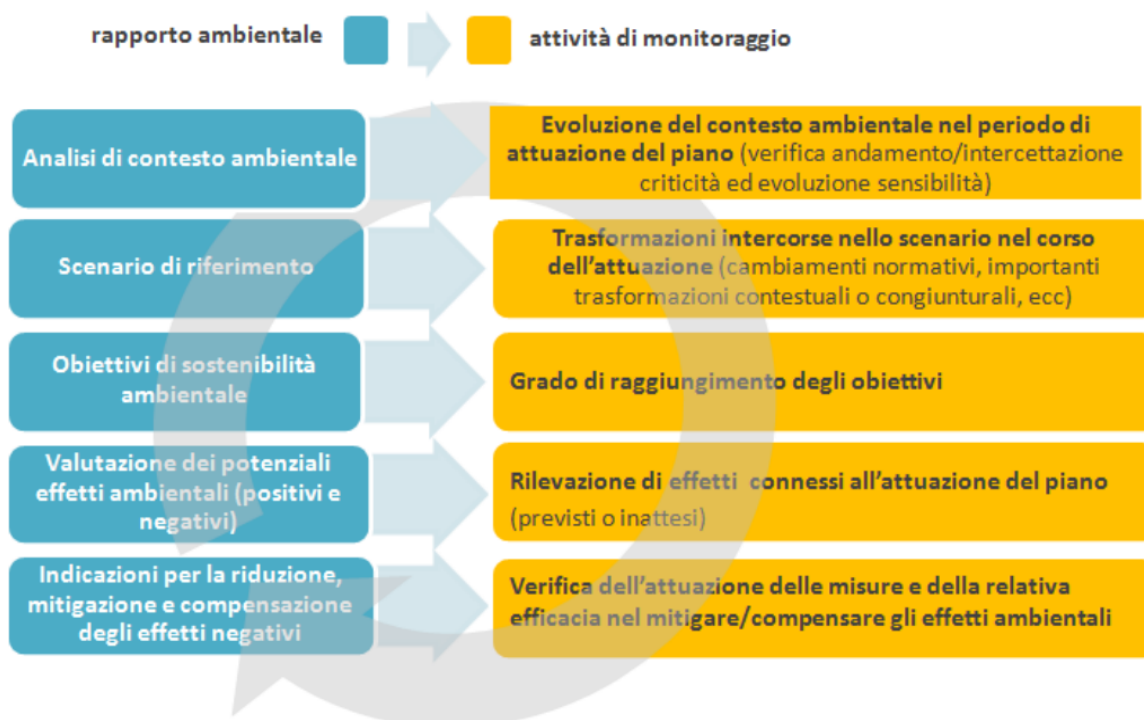 rapporto ambientale
attività di monitoraggio
Analisi di contesto ambientale
Evoluzione del contesto ambientale nel periodo di
attuazione del piano (verifica andamento/intercettazione
criticità ed evoluzione sensibilità)
Scenario di riferimento
Trasformazioni intercorse nello scenario nel corso
dell'attuazione (cambiamenti normativi, importanti
trasformazioni contestuali o congiunturali, ecc)
Obiettivi di sostenibilità
ambientale
Grado di raggiungimento degli obiettivi
Valutazione dei potenziali
effetti ambientali (positivi e
negativi)
Rilevazione di effetti connessi all'attuazione del piano
(previsti o inattesi)
Indicazioni per la riduzione,
mitigazione e compensazione
degli effetti negativi
Verifica dell'attuazione delle misure e della relativa
efficacia nel mitigare/compensare gli effetti ambientali